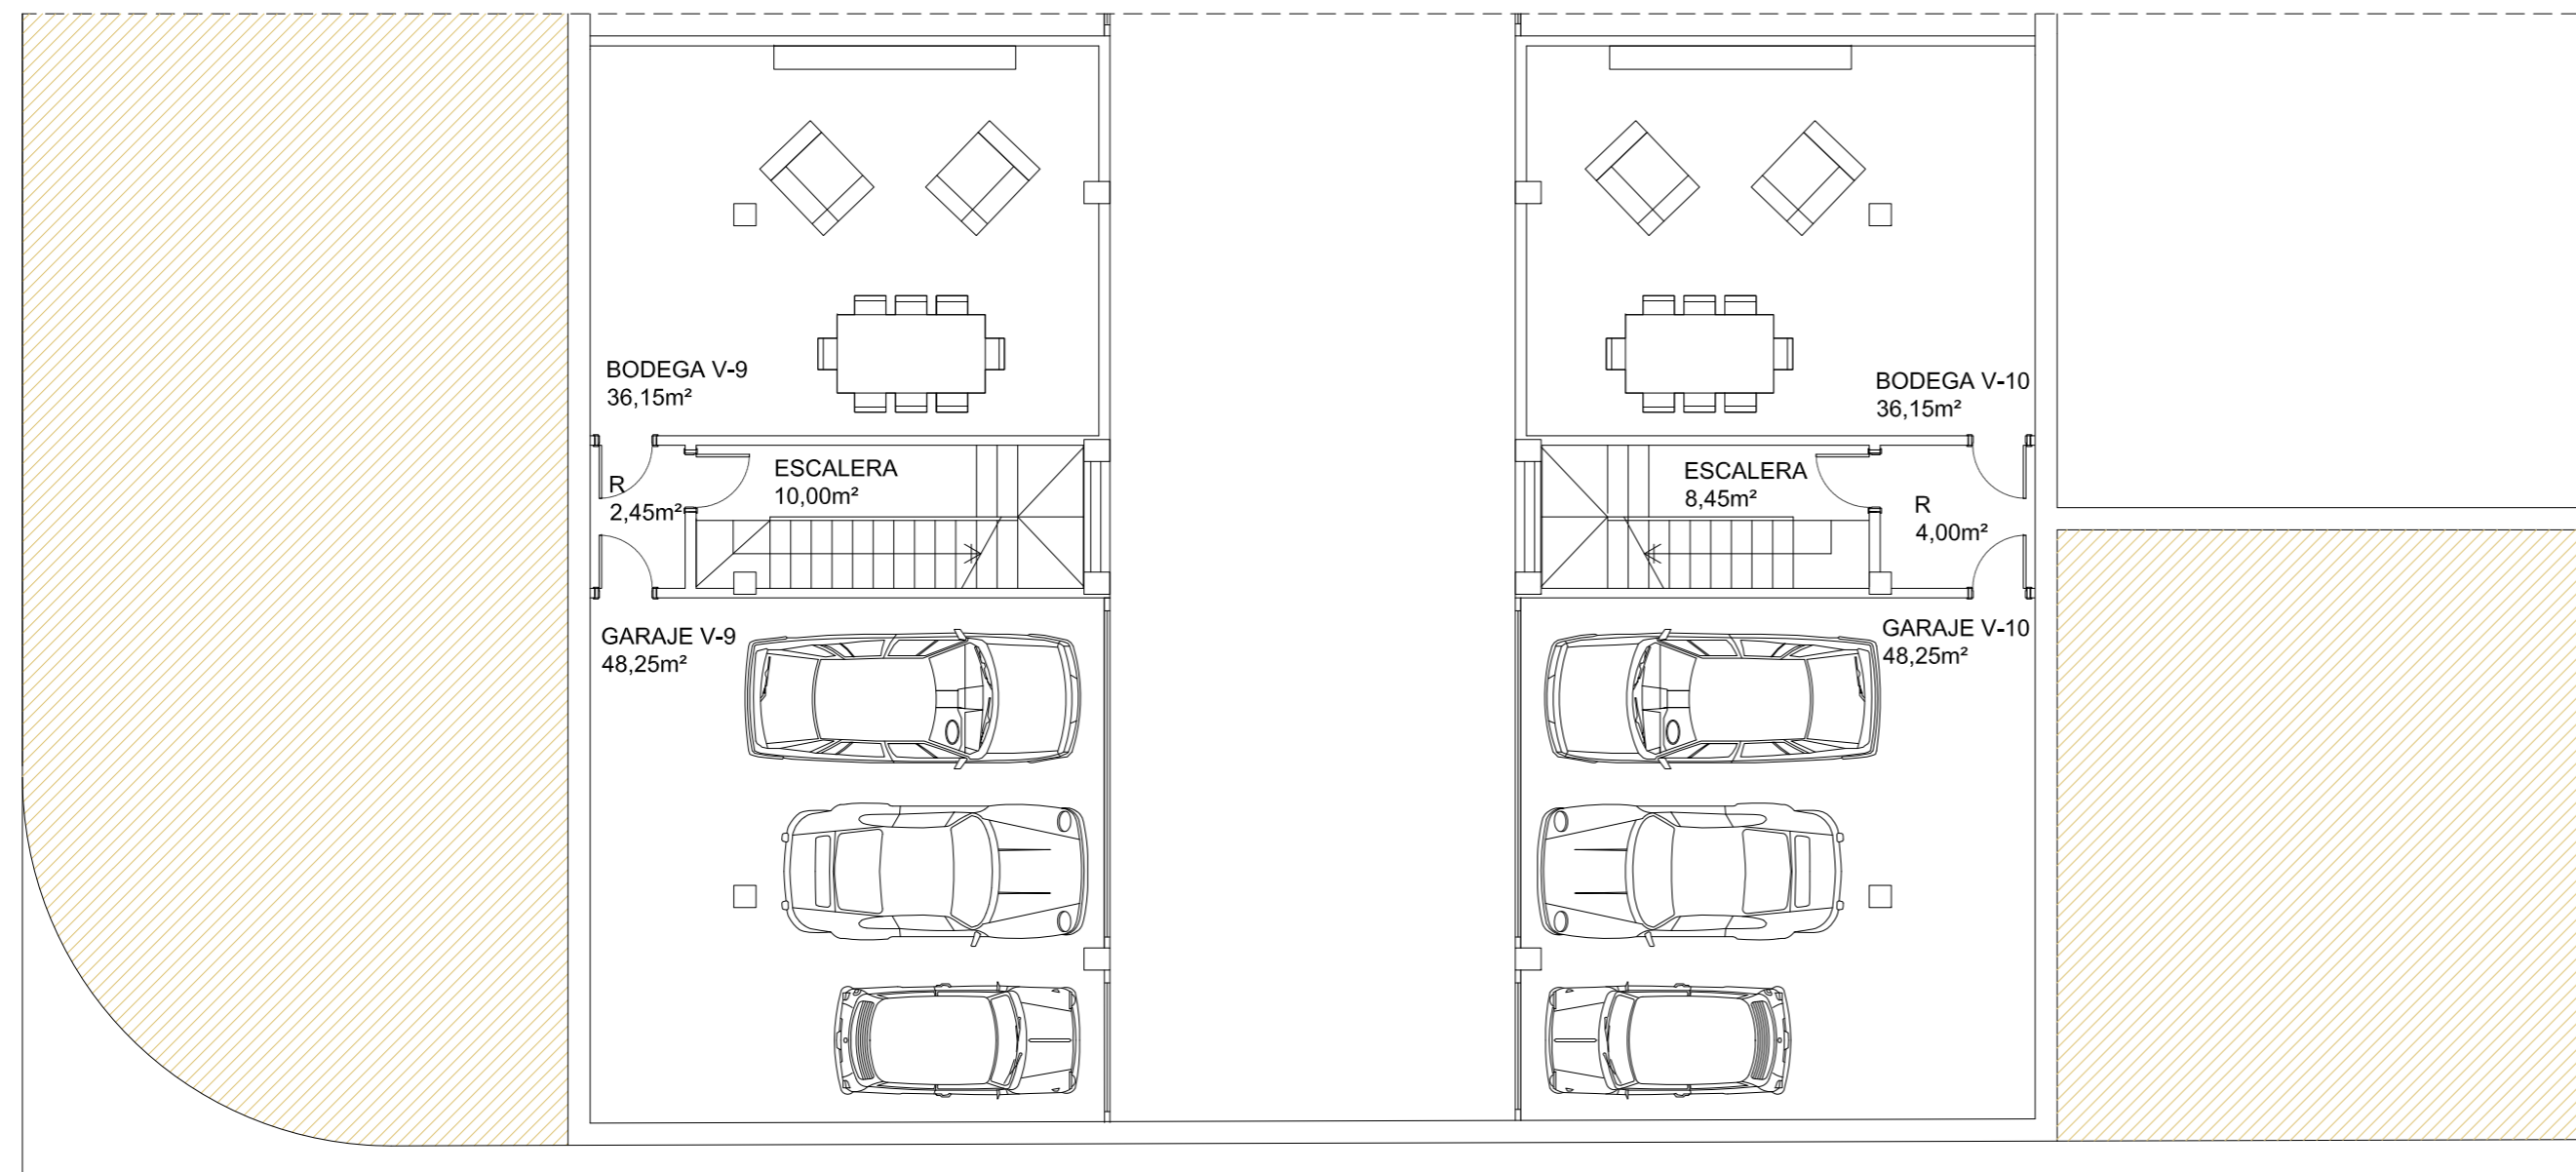 BODEGA V-9
36,15m²
BODEGA V-10
36,15m²
ESCALERA
10,00m²
R
2,45m²
ESCALERA
8,45m²
R
4,00m²
GARAJE V-9
48,25m²
GARAJE V-10
48,25m²